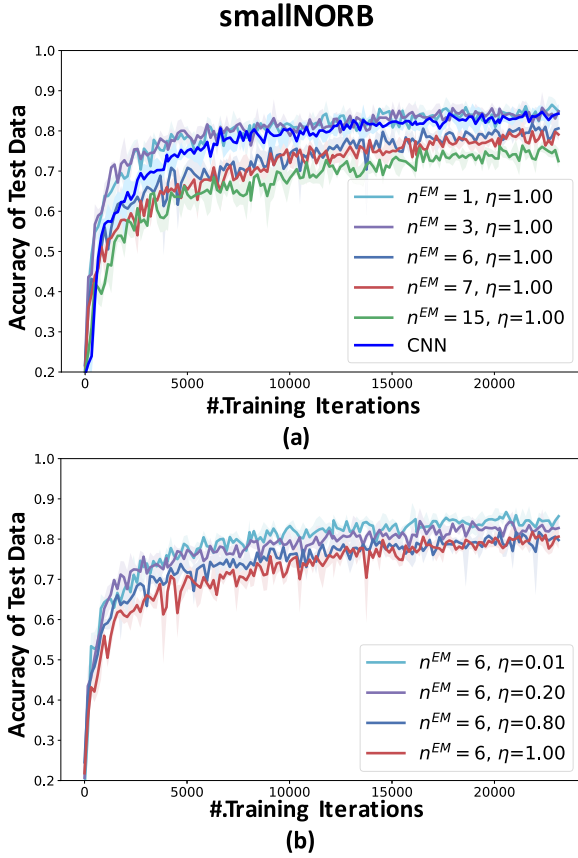 smallNORB
Accuracy of Test Data
1.0
0.9
0.8
0.7
0.6
0.5
0.4
0.3
0.2
n^EM = 1, η=1.00
n^EM = 3, η=1.00
n^EM = 6, η=1.00
n^EM = 7, η=1.00
n^EM = 15, η=1.00
CNN
0 5000 10000 15000 20000
#.Training Iterations
(a)
Accuracy of Test Data
1.0
0.9
0.8
0.7
0.6
0.5
0.4
0.3
0.2
n^EM = 6, η=0.01
n^EM = 6, η=0.20
n^EM = 6, η=0.80
n^EM = 6, η=1.00
0 5000 10000 15000 20000
#.Training Iterations
(b)